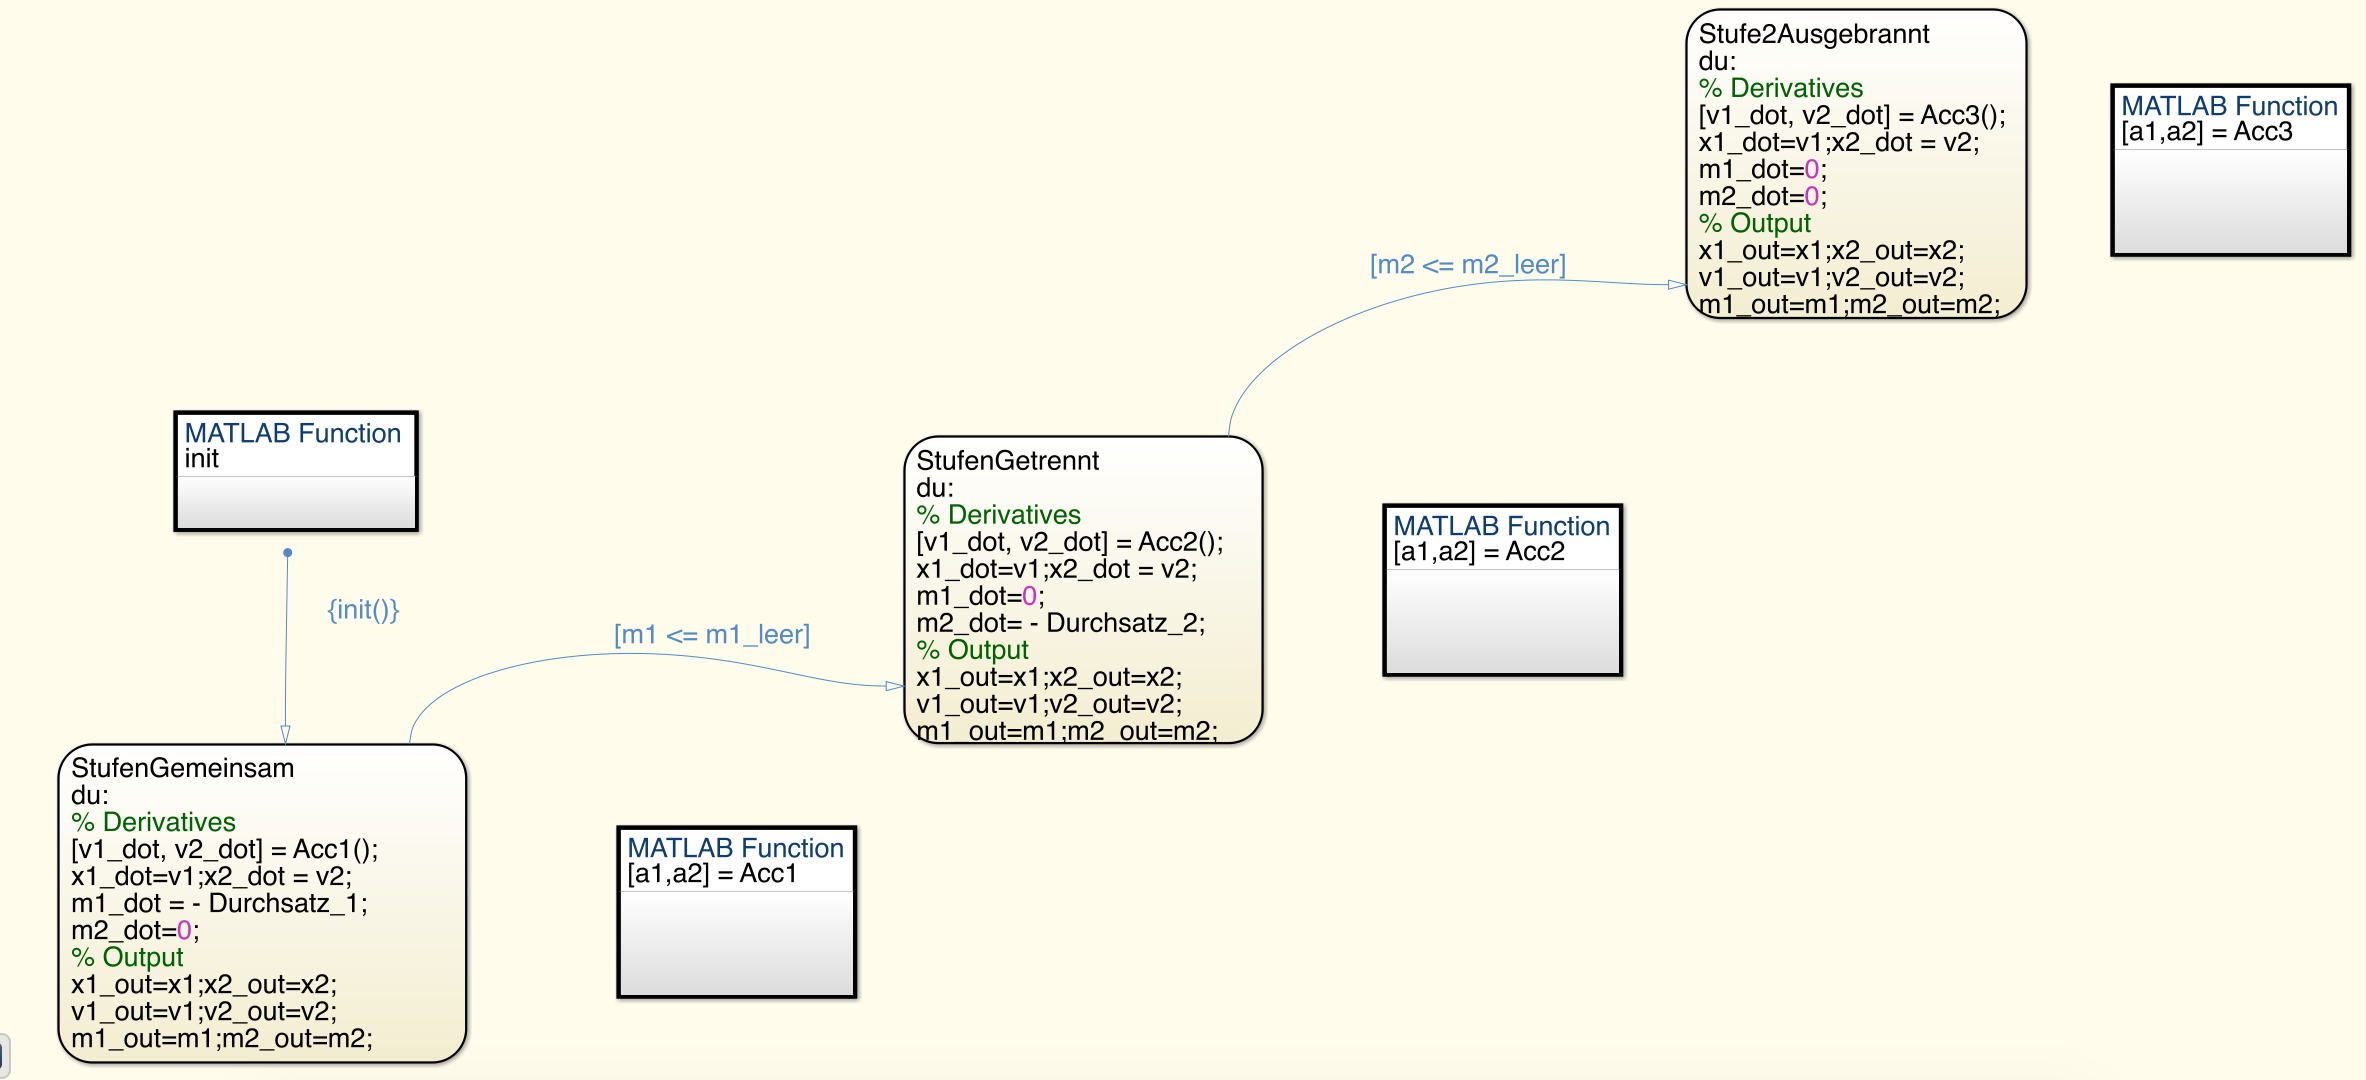 Stufe2Ausgebrannt
du:
% Derivatives
[v1_dot, v2_dot] = Acc3();
x1_dot=v1;x2_dot = v2;
m1_dot=0;
m2_dot=0;
% Output
x1_out=x1;x2_out=x2;
v1_out=v1;v2_out=v2;
m1_out=m1;m2_out=m2;
MATLAB Function
[a1,a2] = Acc3
[m2 <= m2_leer]
MATLAB Function
init
{init()}
[m1 <= m1_leer]
StufenGetrennt
du:
% Derivatives
[v1_dot, v2_dot] = Acc2();
x1_dot=v1;x2_dot = v2;
m1_dot=0;
m2_dot= - Durchsatz_2;
% Output
x1_out=x1;x2_out=x2;
v1_out=v1;v2_out=v2;
m1_out=m1;m2_out=m2;
MATLAB Function
[a1,a2] = Acc2
StufenGemeinsam
du:
% Derivatives
[v1_dot, v2_dot] = Acc1();
x1_dot=v1;x2_dot = v2;
m1_dot = - Durchsatz_1;
m2_dot=0;
% Output
x1_out=x1;x2_out=x2;
v1_out=v1;v2_out=v2;
m1_out=m1;m2_out=m2;
MATLAB Function
[a1,a2] = Acc1